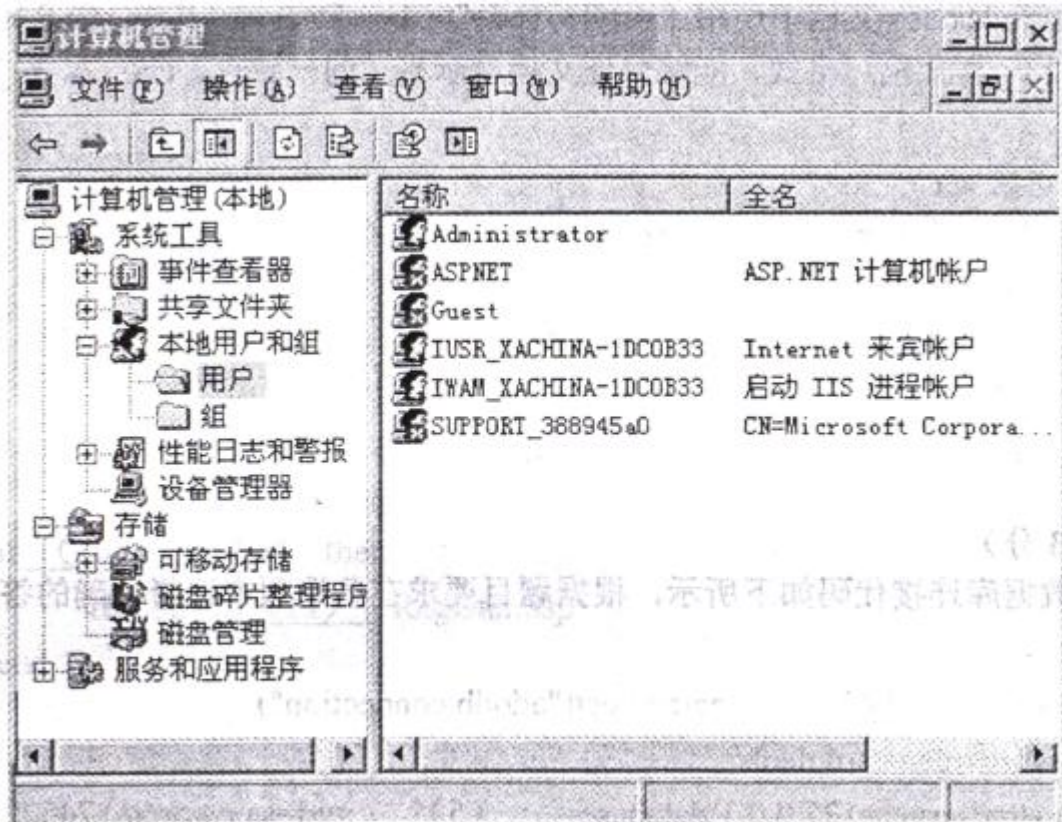 计算机管理
文件(F) 操作(A) 查看(V) 窗口(W) 帮助(H)
计算机管理(本地)
系统工具
事件查看器
共享文件夹
本地用户和组
用户
组
性能日志和警报
设备管理器
存储
可移动存储
磁盘碎片整理程序
磁盘管理
服务和应用程序
名称 全名
Administrator
ASPNET ASP.NET 计算机帐户
Guest
IUSR_XACHINA-1DC0B33 Internet 来宾帐户
IWAM_XACHINA-1DC0B33 启动 IIS 进程帐户
SUPPORT_388945a0 CN=Microsoft Corpora...